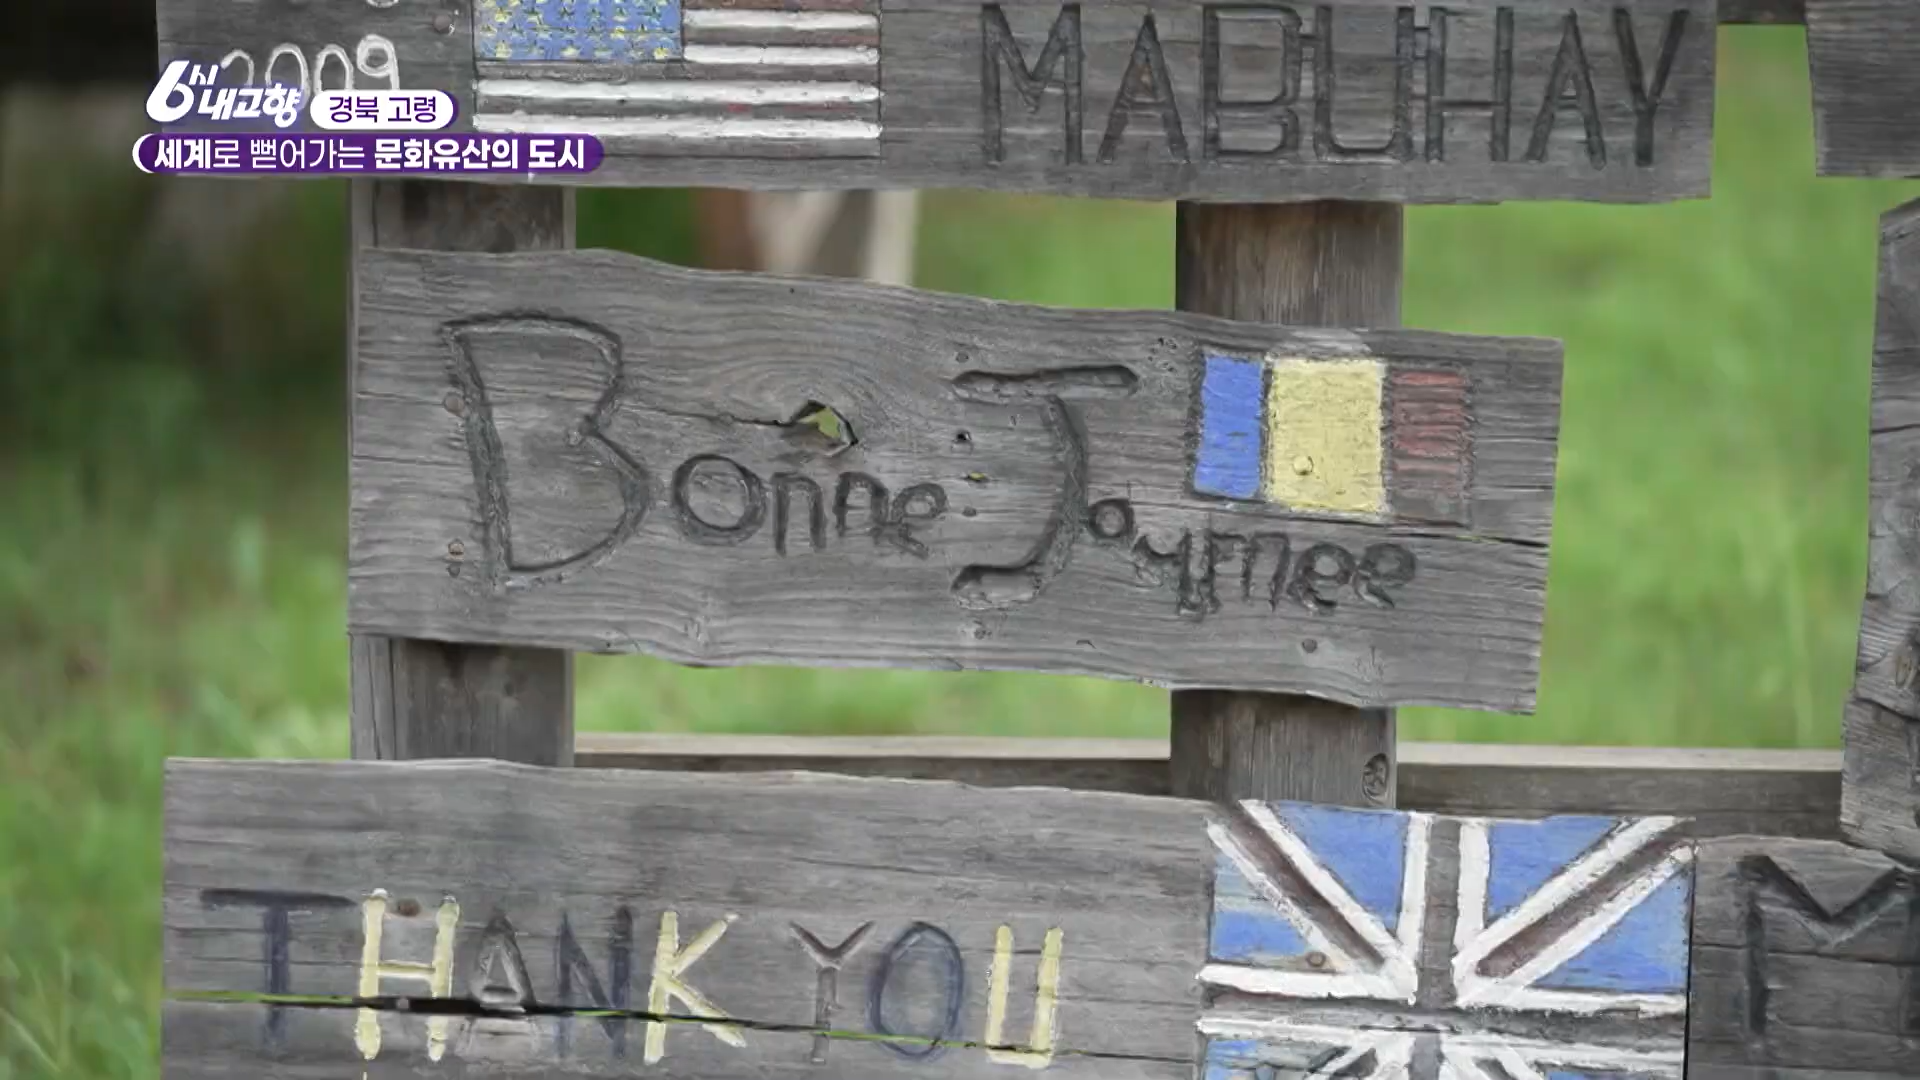 2009
MABUHAY
6시 내고향
경북 고령
세계로 뻗어가는 문화유산의 도시
Bonne Journee
THANK YOU
M